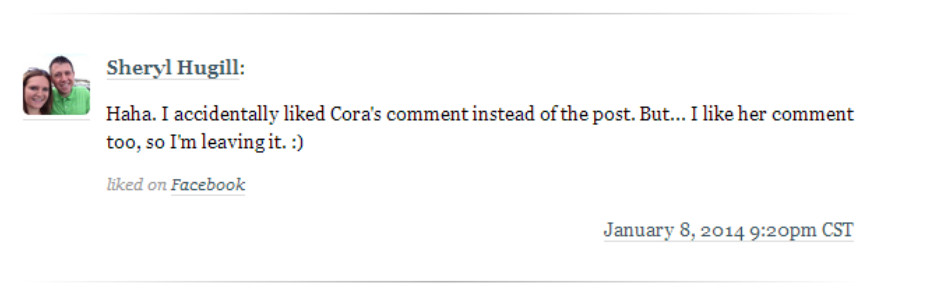 Sheryl Hugill:
Haha. I accidentally liked Cora's comment instead of the post. But... I like her comment
too, so I'm leaving it. :)
liked on Facebook
January 8, 2014 9:20pm CST